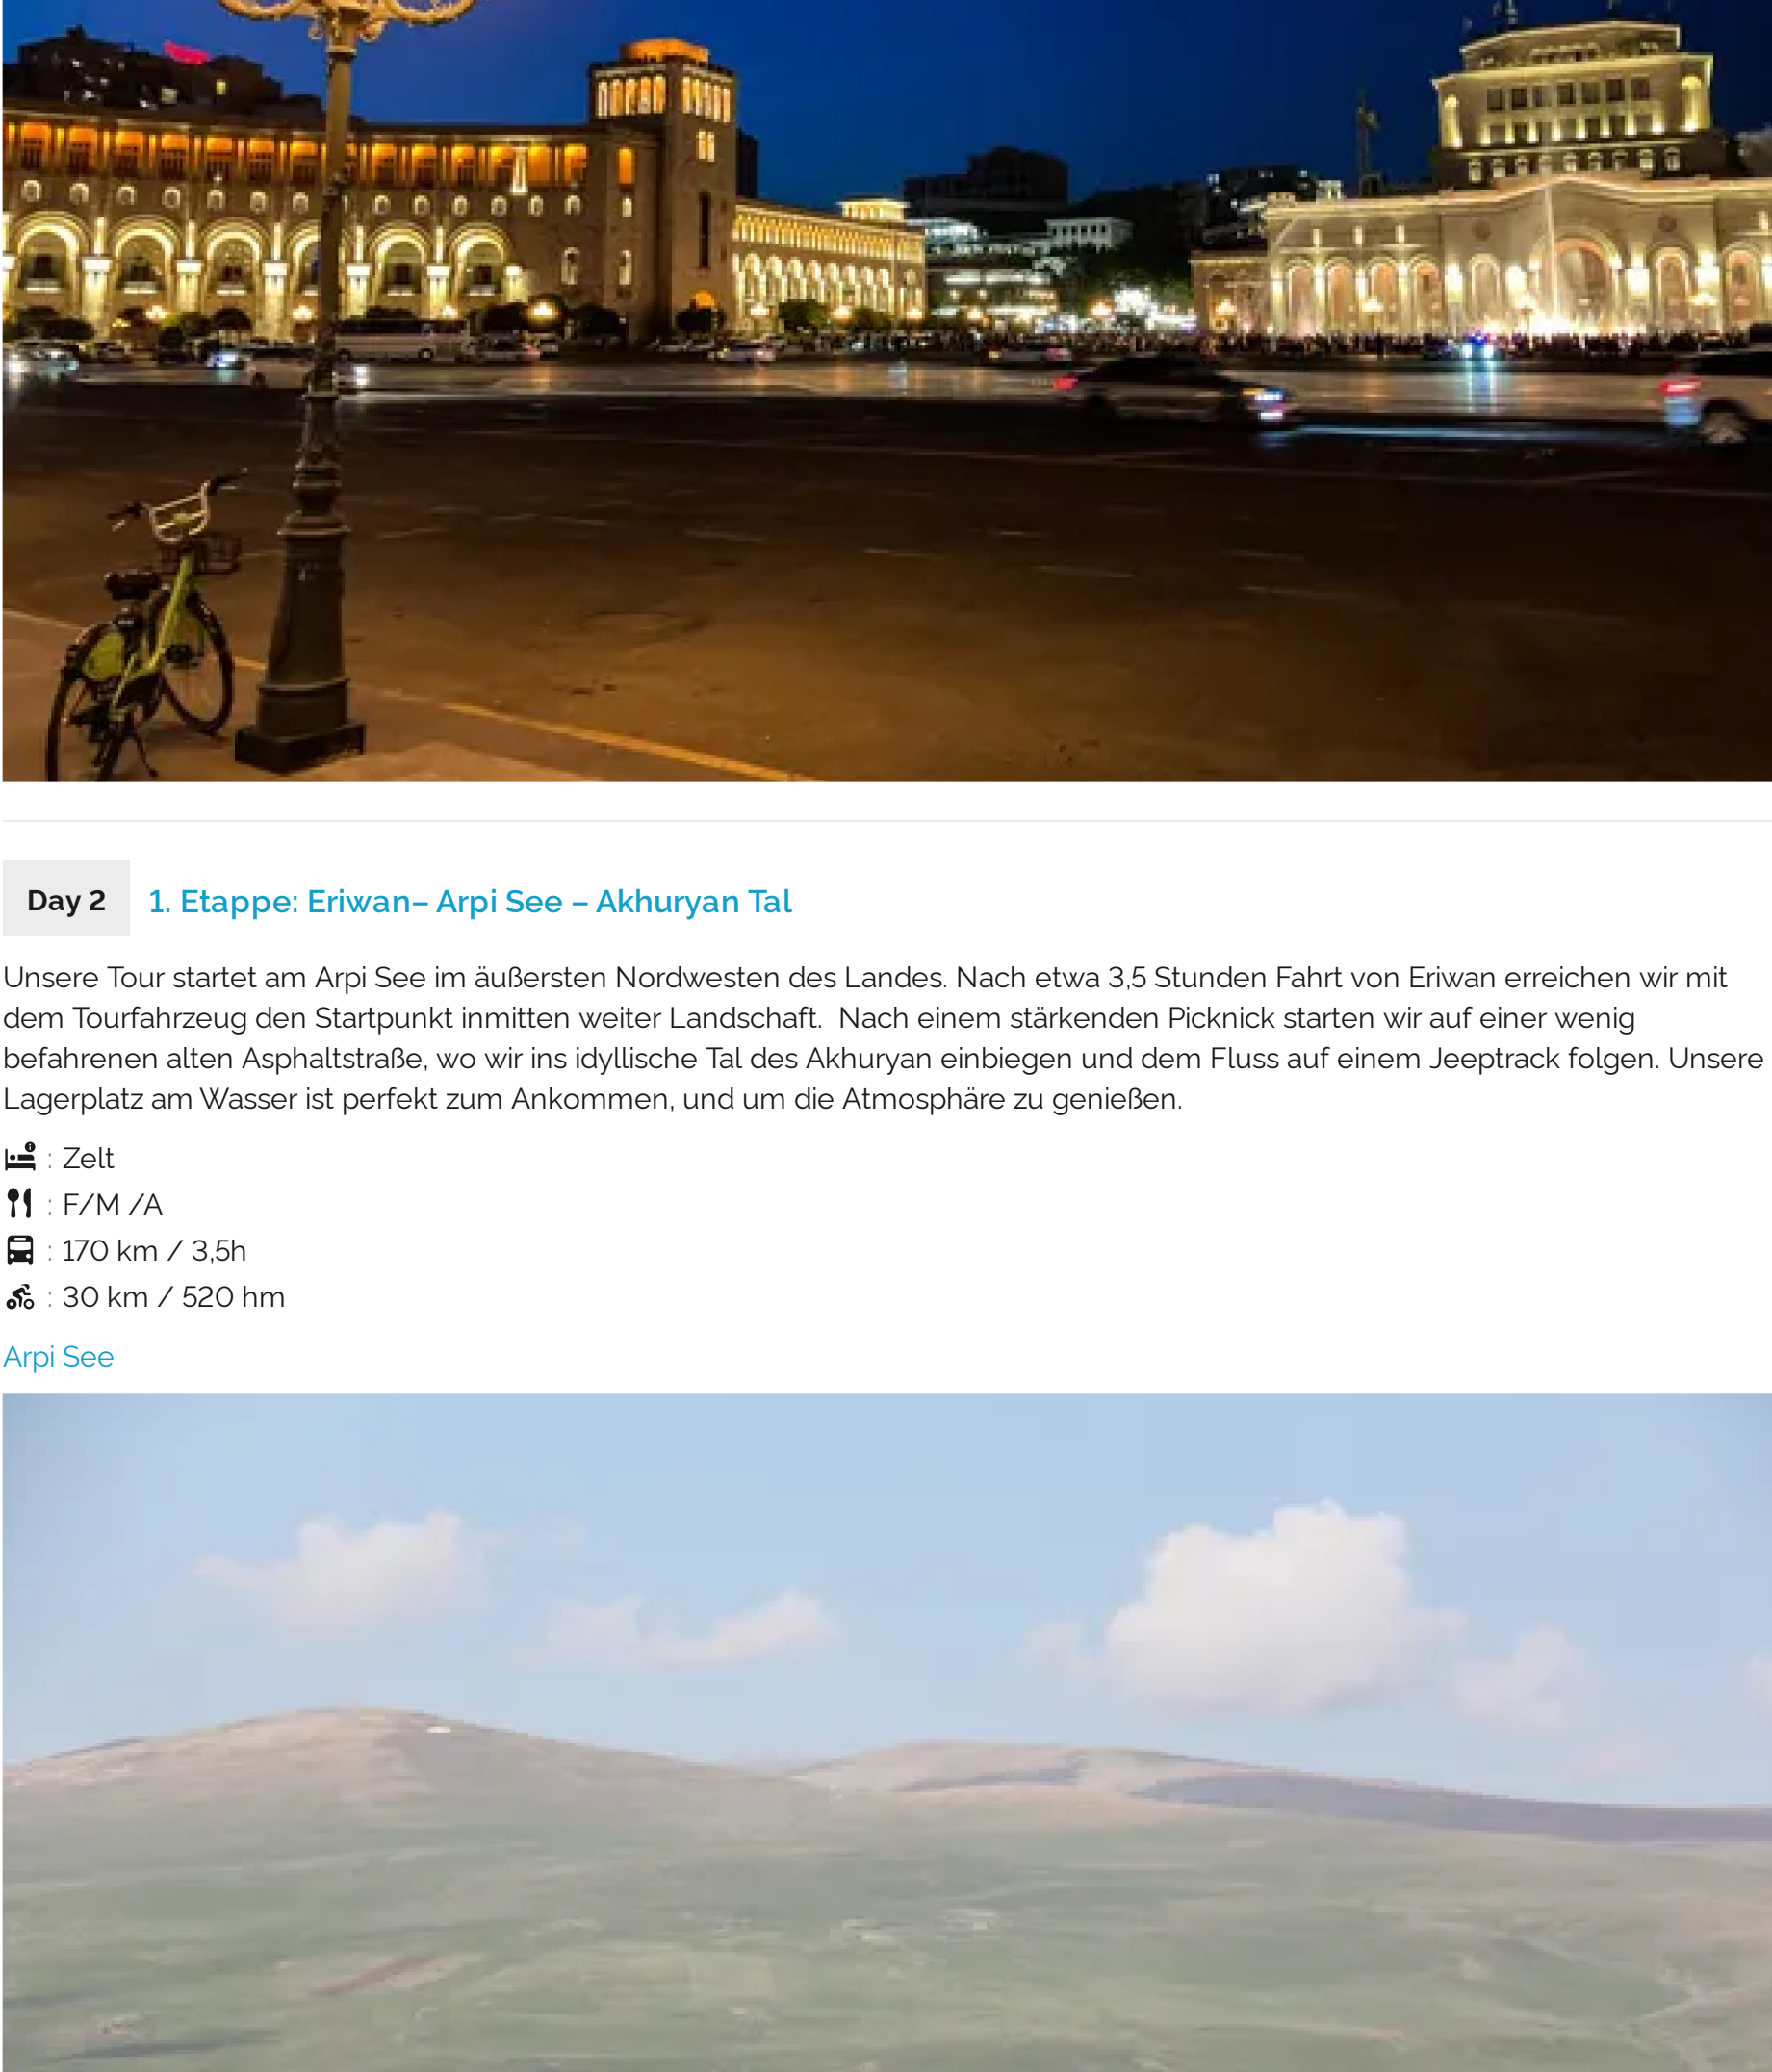 Day 2
1. Etappe: Eriwan– Arpi See – Akhuryan Tal
Unsere Tour startet am Arpi See im äußersten Nordwesten des Landes. Nach etwa 3,5 Stunden Fahrt von Eriwan erreichen wir mit
dem Tourfahrzeug den Startpunkt inmitten weiter Landschaft.  Nach einem stärkenden Picknick starten wir auf einer wenig
befahrenen alten Asphaltstraße, wo wir ins idyllische Tal des Akhuryan einbiegen und dem Fluss auf einem Jeeptrack folgen. Unsere
Lagerplatz am Wasser ist perfekt zum Ankommen, und um die Atmosphäre zu genießen.
: Zelt
: F/M /A
: 170 km / 3,5h
: 30 km / 520 hm
Arpi See